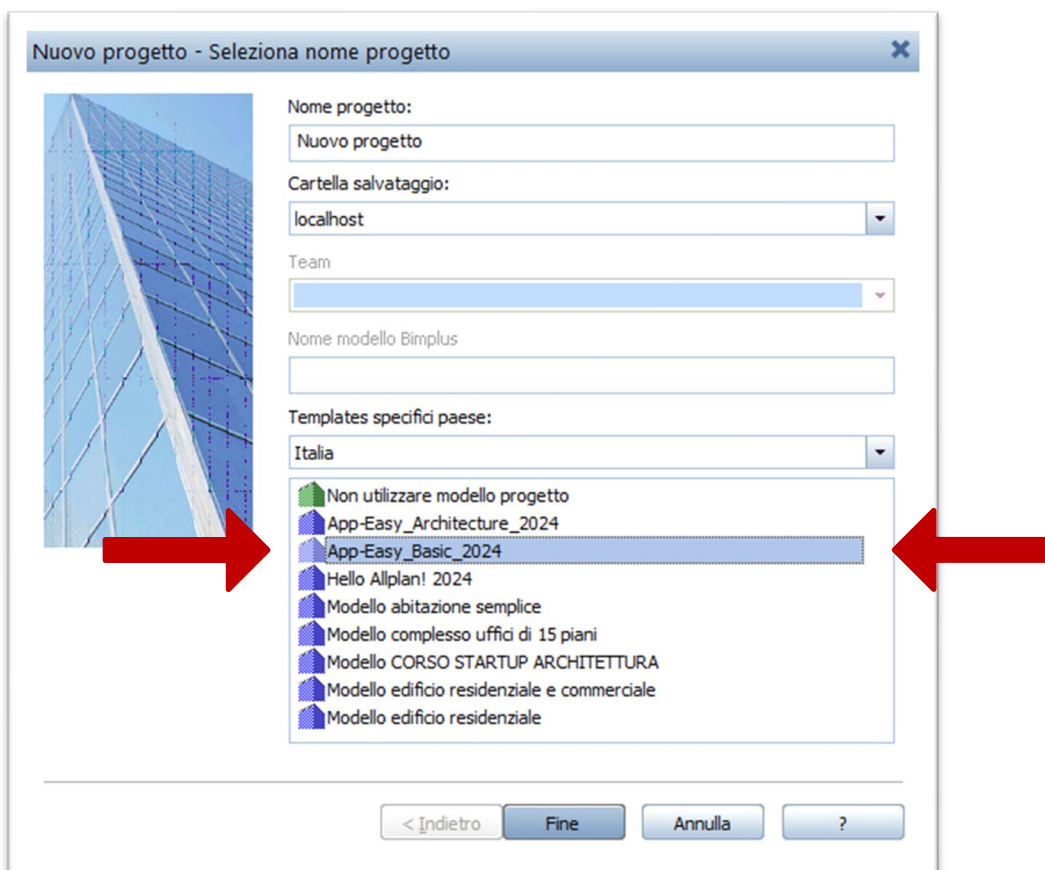 Nuovo progetto - Seleziona nome progetto
Nome progetto:
Nuovo progetto
Cartella salvataggio:
localhost
Team
Nome modello Bimplus
Templates specifici paese:
Italia
Non utilizzare modello progetto
App-Easy_Architecture_2024
App-Easy_Basic_2024
Hello Allplan! 2024
Modello abitazione semplice
Modello complesso uffici di 15 piani
Modello CORSO STARTUP ARCHITETTURA
Modello edificio residenziale e commerciale
Modello edificio residenziale
< Indietro Fine Annulla ?